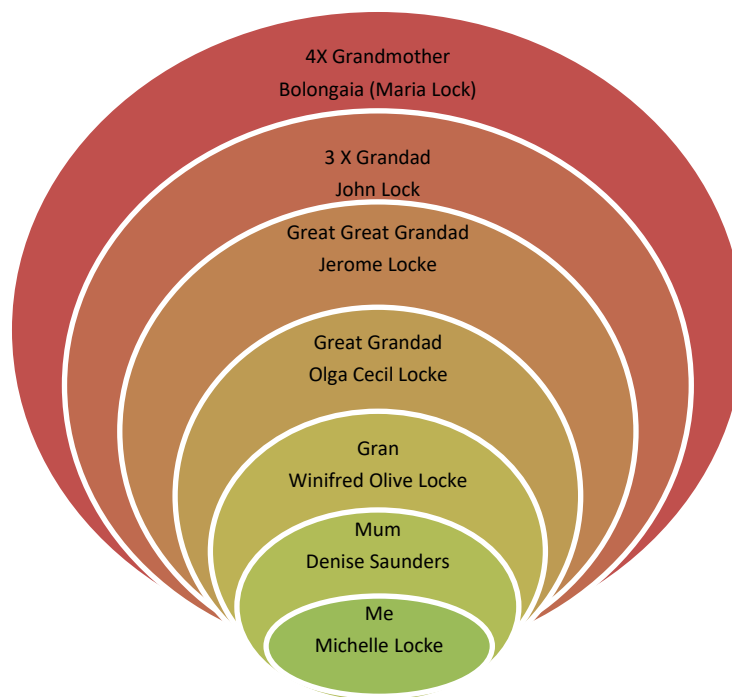 4X Grandmother
Bolongaia (Maria Lock)
3 X Grandad
John Lock
Great Great Grandad
Jerome Locke
Great Grandad
Olga Cecil Locke
Gran
Winifred Olive Locke
Mum
Denise Saunders
Me
Michelle Locke